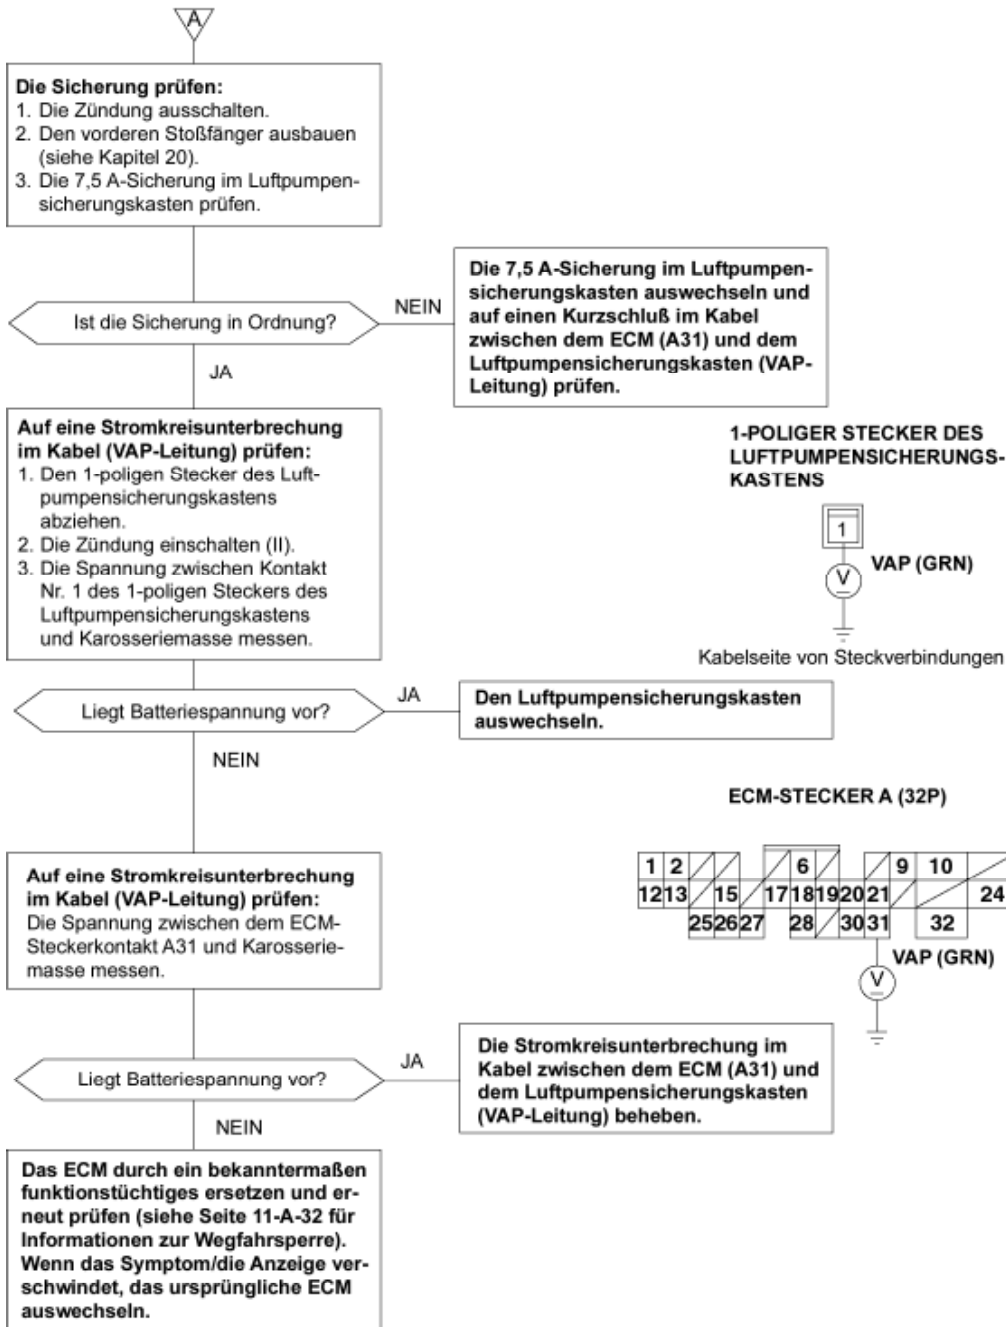 A
Die Sicherung prüfen:
1. Die Zündung ausschalten.
2. Den vorderen Stoßfänger ausbauen
(siehe Kapitel 20).
3. Die 7,5 A-Sicherung im Luftpumpen-
sicherungskasten prüfen.
Ist die Sicherung in Ordnung?
NEIN
Die 7,5 A-Sicherung im Luftpumpen-
sicherungskasten auswechseln und
auf einen Kurzschluß im Kabel
zwischen dem ECM (A31) und dem
Luftpumpensicherungskasten (VAP-
Leitung) prüfen.
JA
Auf eine Stromkreisunterbrechung
im Kabel (VAP-Leitung) prüfen:
1. Den 1-poligen Stecker des Luft-
pumpensicherungskastens
abziehen.
2. Die Zündung einschalten (II).
3. Die Spannung zwischen Kontakt
Nr. 1 des 1-poligen Steckers des
Luftpumpensicherungskastens
und Karosseriemasse messen.
1-POLIGER STECKER DES
LUFTPUMPENSICHERUNGS-
KASTENS
1
VAP (GRN)
V
Kabelseite von Steckverbindungen
Liegt Batteriespannung vor?
JA
Den Luftpumpensicherungskasten
auswechseln.
NEIN
ECM-STECKER A (32P)
1 2 6 9 10
12 13 15 17 18 19 20 21 24
25 26 27 28 30 31 32
VAP (GRN)
V
Auf eine Stromkreisunterbrechung
im Kabel (VAP-Leitung) prüfen:
Die Spannung zwischen dem ECM-
Steckerkontakt A31 und Karosserie-
masse messen.
Liegt Batteriespannung vor?
JA
Die Stromkreisunterbrechung im
Kabel zwischen dem ECM (A31) und
dem Luftpumpensicherungskasten
(VAP-Leitung) beheben.
NEIN
Das ECM durch ein bekanntermaßen
funktionstüchtiges ersetzen und er-
neut prüfen (siehe Seite 11-A-32 für
Informationen zur Wegfahrsperre).
Wenn das Symptom/die Anzeige ver-
schwindet, das ursprüngliche ECM
auswechseln.